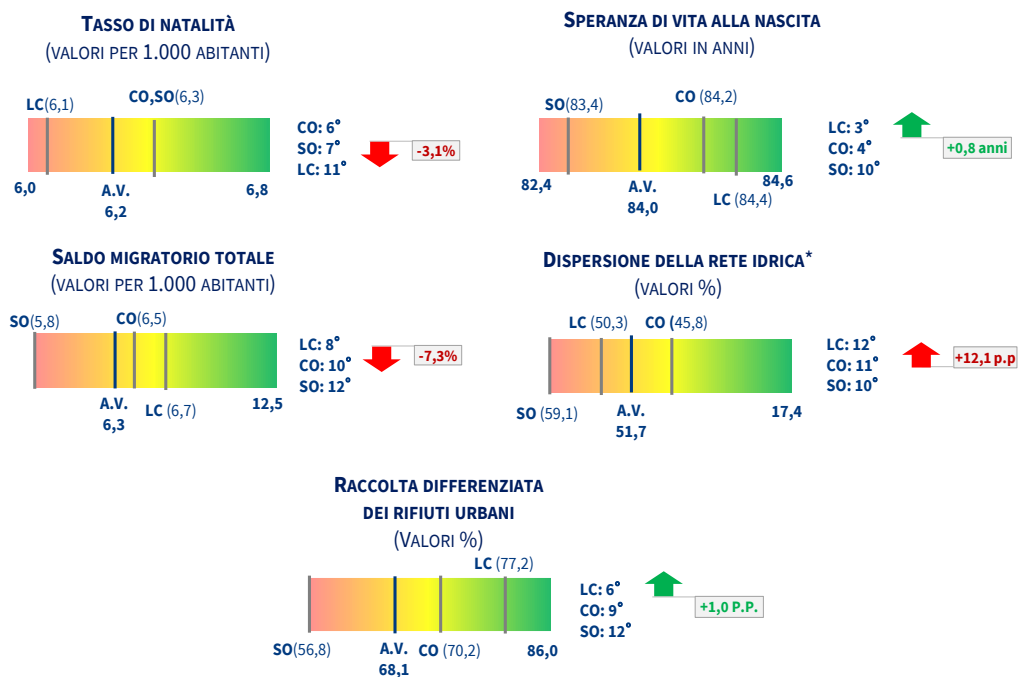 TASSO DI NATALITÀ
(VALORI PER 1.000 ABITANTI)
LC(6,1)
CO,SO(6,3)
6,0
A.V.
6,2
6,8
CO: 6°
SO: 7°
LC: 11°
-3,1%
SPERANZA DI VITA ALLA NASCITA
(VALORI IN ANNI)
SO(83,4)
CO (84,2)
82,4
A.V.
84,0
LC (84,4)
84,6
LC: 3°
CO: 4°
SO: 10°
+0,8 anni
SALDO MIGRATORIO TOTALE
(VALORI PER 1.000 ABITANTI)
SO(5,8)
CO(6,5)
A.V.
6,3
LC (6,7)
12,5
LC: 8°
CO: 10°
SO: 12°
-7,3%
DISPERSIONE DELLA RETE IDRICA*
(VALORI %)
LC (50,3)
CO (45,8)
SO (59,1)
A.V.
51,7
17,4
LC: 12°
CO: 11°
SO: 10°
+12,1 p.p
RACCOLTA DIFFERENZIATA
DEI RIFIUTI URBANI
(VALORI %)
LC (77,2)
SO(56,8)
A.V.
68,1
CO (70,2)
86,0
LC: 6°
CO: 9°
SO: 12°
+1,0 P.P.